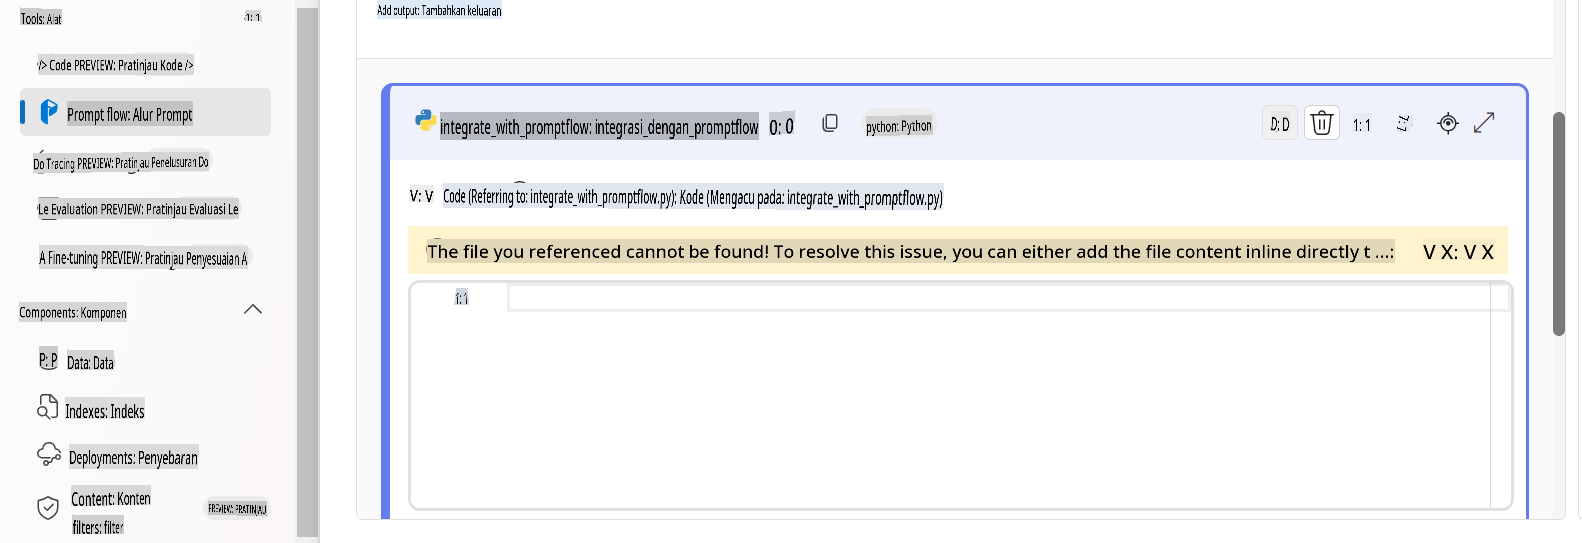 Tools: Alat
1: 1
/> Code PREVIEW: Pratinjau Kode />
Prompt flow: Alur Prompt
Do Tracing PREVIEW: Pratinjau Penelusuran Do
Le Evaluation PREVIEW: Pratinjau Evaluasi Le
A Fine-tuning PREVIEW: Pratinjau Penyesuaian A
Components: Komponen
P: P
Data: Data
Indexes: Indeks
Deployments: Penyebaran
Content: Konten
filters: filter
PREVIEW: PRATINJAU
Add output: Tambahkan keluaran
integrate_with_promptflow: integrasi_dengan_promptflow
0: 0
python: Python
D: D
1: 1
V: V
Code (Referring to: integrate_with_promptflow.py): Kode (Mengacu pada: integrate_with_promptflow.py)
The file you referenced cannot be found! To resolve this issue, you can either add the file content inline directly t ...:
V X: V X